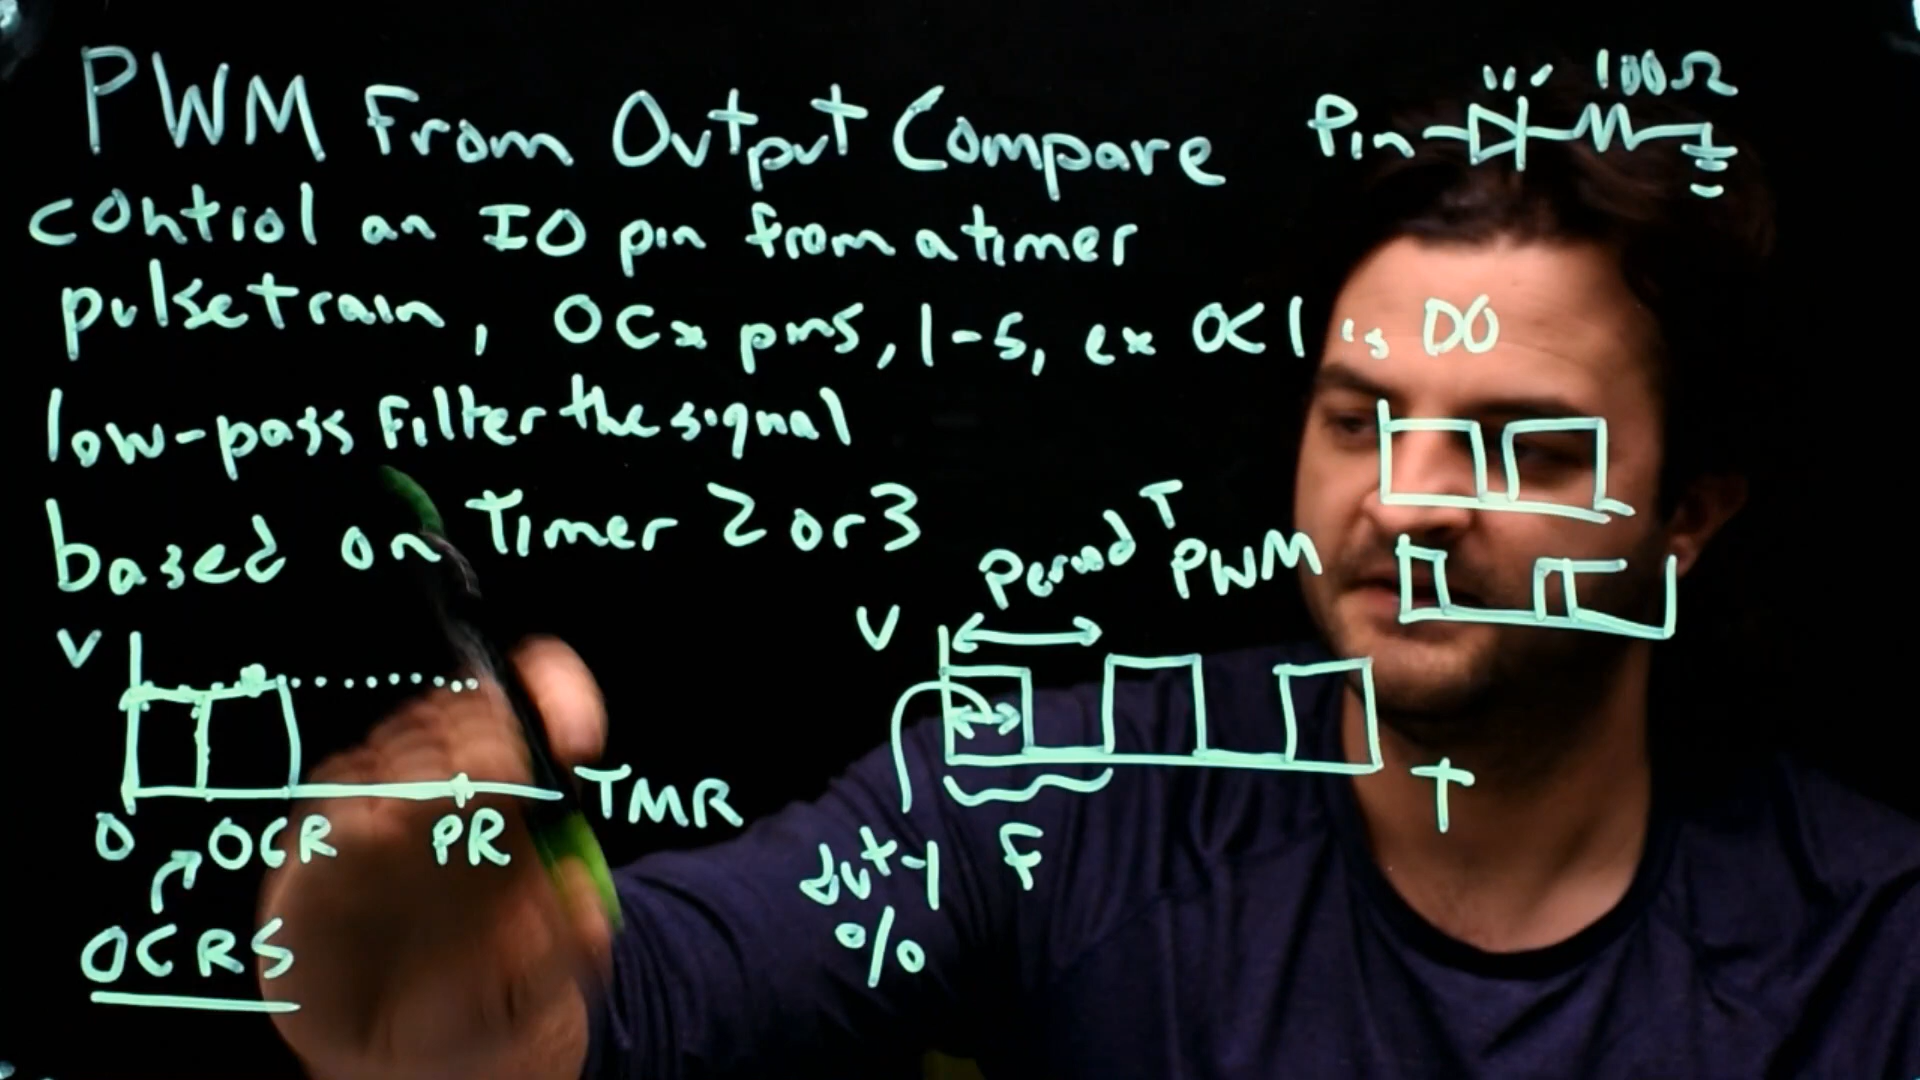 PWM From Output Compare
Pin 100Ω
control an IO pin from a timer
pulse train, OCx pins, 1-5, ex OC1 is D0
low-pass filter the signal
based on Timer 2 or 3
Period T
PWM
V
V
TMR
T
0 OCR PR
duty
%
f
OCRS